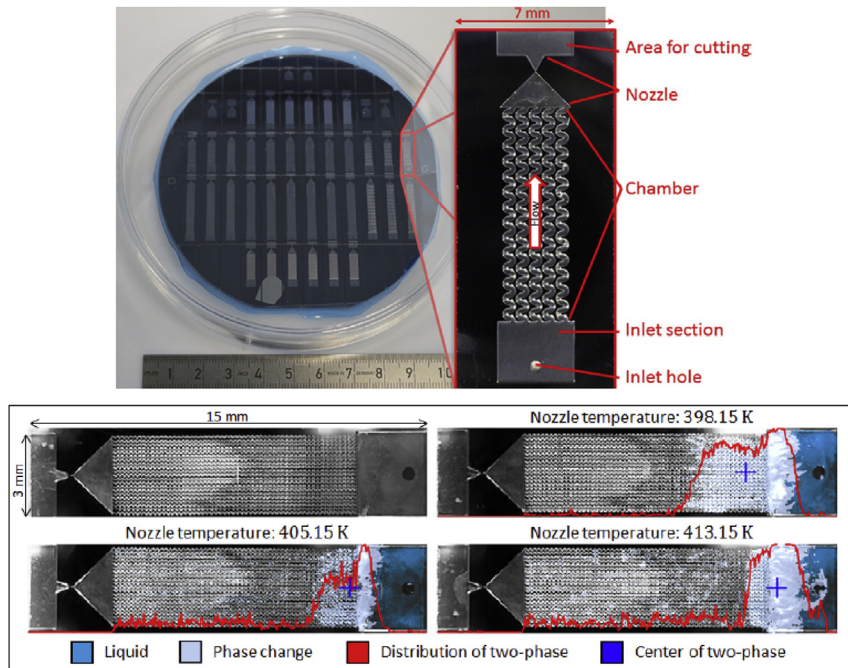 7 mm
Area for cutting
Nozzle
Chamber
Flow
Inlet section
Inlet hole
mm 1 2 3 4 5 6 7 8 9 10
15 mm
3 mm
Nozzle temperature: 398.15 K
Nozzle temperature: 405.15 K
Nozzle temperature: 413.15 K
Liquid
Phase change
Distribution of two-phase
Center of two-phase